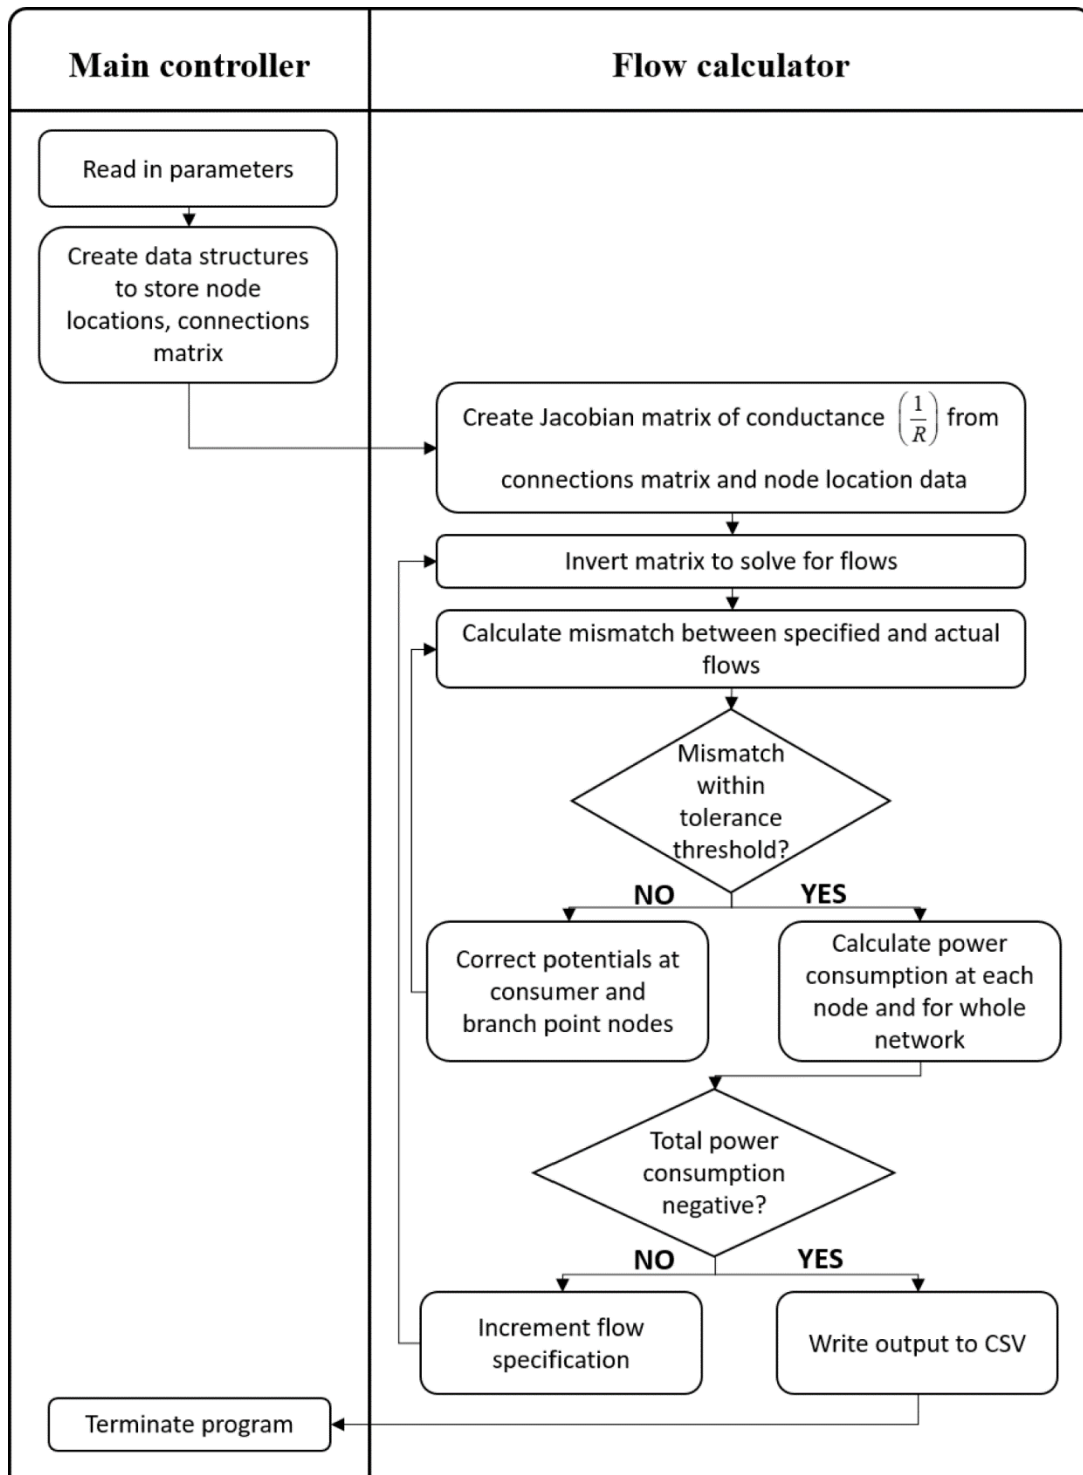 Main controller
Flow calculator
Read in parameters
Create data structures
to store node
locations, connections
matrix
Create Jacobian matrix of conductance (1/R) from
connections matrix and node location data
Invert matrix to solve for flows
Calculate mismatch between specified and actual
flows
Mismatch
within
tolerance
threshold?
NO
YES
Correct potentials at
consumer and
branch point nodes
Calculate power
consumption at each
node and for whole
network
Total power
consumption
negative?
NO
YES
Increment flow
specification
Write output to CSV
Terminate program